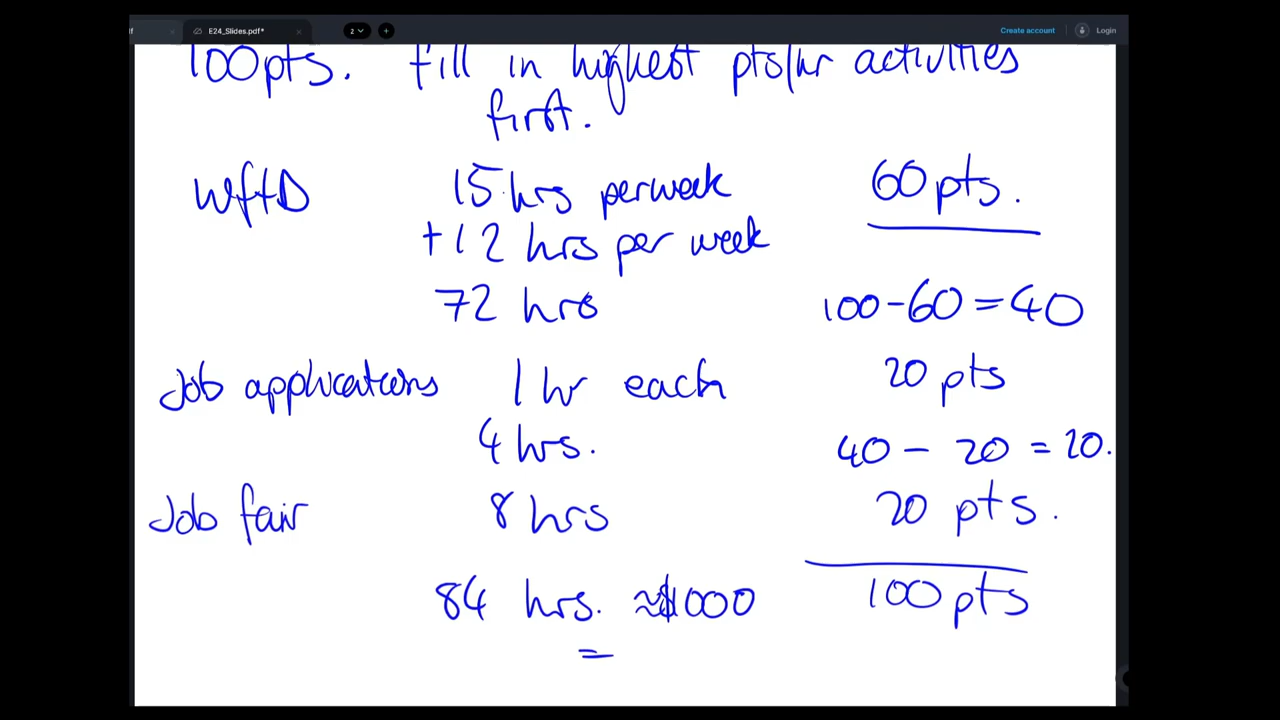 if
E24_Slides.pdf*
2
+
Create account
Login
100pts. fill in highest pts/hr activities
first.
WftD 15 hrs per week 60 pts.
+12 hrs per week
72 hrs 100-60=40
Job applications 1 hr each 20 pts
4 hrs. 40 - 20 = 20.
Job fair 8 hrs 20 pts.
84 hrs. ≈$1000 100 pts
=